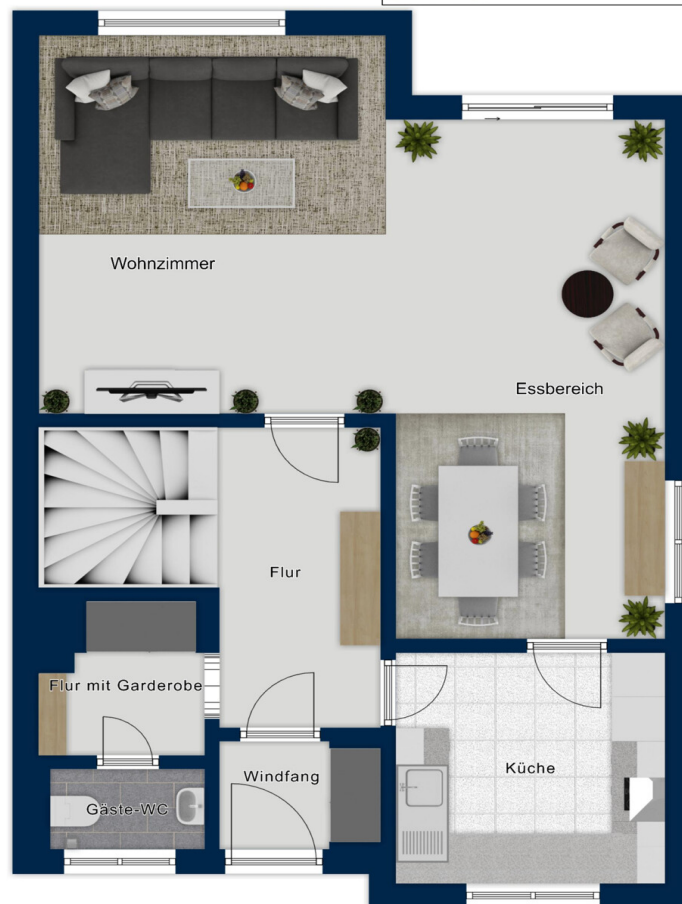 Wohnzimmer
Essbereich
Flur
Flur mit Garderobe
Windfang
Küche
Gäste-WC